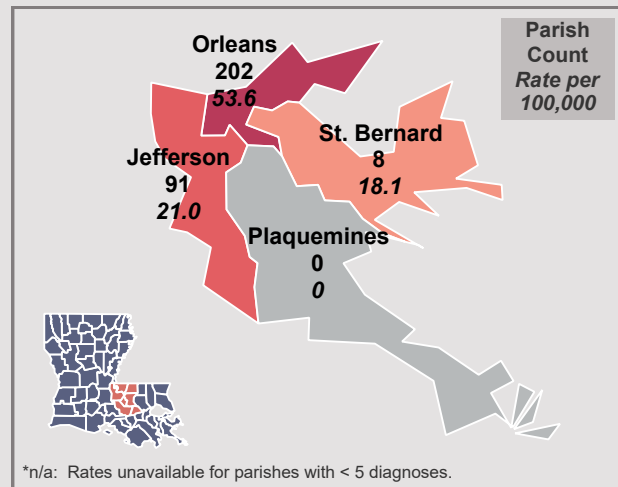 Parish
Count
Rate per
100,000
Orleans
202
53.6
St. Bernard
8
18.1
Jefferson
91
21.0
Plaquemines
0
0
*n/a: Rates unavailable for parishes with < 5 diagnoses.